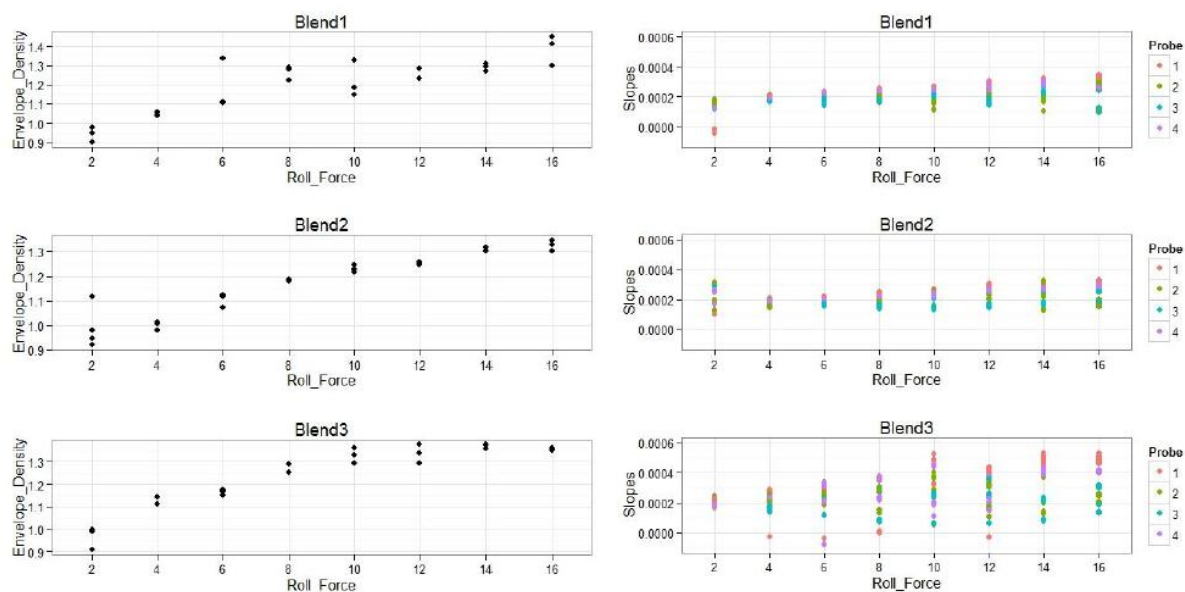 Blend1
Envelope_Density
1.4
1.3
1.2
1.1
1.0
0.9
2 4 6 8 10 12 14 16
Roll_Force
Blend1
Slopes
0.0006
0.0004
0.0002
0.0000
2 4 6 8 10 12 14 16
Roll_Force
Probe
1
2
3
4
Blend2
Envelope_Density
1.3
1.2
1.1
1.0
0.9
2 4 6 8 10 12 14 16
Roll_Force
Blend2
Slopes
0.0006
0.0004
0.0002
0.0000
2 4 6 8 10 12 14 16
Roll_Force
Probe
1
2
3
4
Blend3
Envelope_Density
1.3
1.2
1.1
1.0
0.9
2 4 6 8 10 12 14 16
Roll_Force
Blend3
Slopes
0.0006
0.0004
0.0002
0.0000
2 4 6 8 10 12 14 16
Roll_Force
Probe
1
2
3
4